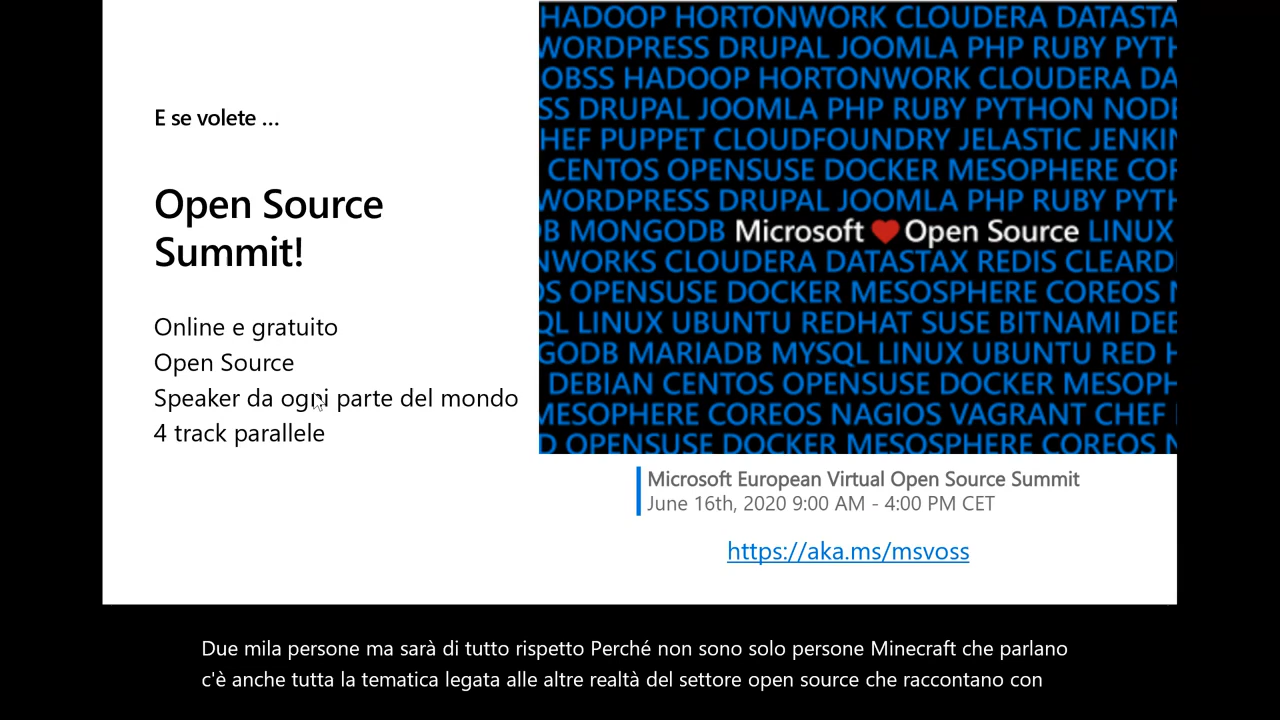 E se volete ...
Open Source
Summit!
Online e gratuito
Open Source
Speaker da ogni parte del mondo
4 track parallele
HADOOP HORTONWORK CLOUDERA DATASTA
WORDPRESS DRUPAL JOOMLA PHP RUBY PYTH
OBSS HADOOP HORTONWORK CLOUDERA DA
SS DRUPAL JOOMLA PHP RUBY PYTHON NODE
HEF PUPPET CLOUDFOUNDRY JELASTIC JENKIN
CENTOS OPENSUSE DOCKER MESOPHERE COR
WORDPRESS DRUPAL JOOMLA PHP RUBY PYTH
DB MONGODB Microsoft ❤ Open Source LINUX
NWORKS CLOUDERA DATASTAX REDIS CLEARD
OS OPENSUSE DOCKER MESOSPHERE COREOS N
QL LINUX UBUNTU REDHAT SUSE BITNAMI DEB
GODB MARIADB MYSQL LINUX UBUNTU RED H
DEBIAN CENTOS OPENSUSE DOCKER MESOPH
MESOPHERE COREOS NAGIOS VAGRANT CHEF
D OPENSUSE DOCKER MESOSPHERE COREOS N
Microsoft European Virtual Open Source Summit
June 16th, 2020 9:00 AM - 4:00 PM CET
https://aka.ms/msvoss
Due mila persone ma sarà di tutto rispetto Perché non sono solo persone Minecraft che parlano
c'è anche tutta la tematica legata alle altre realtà del settore open source che raccontano con